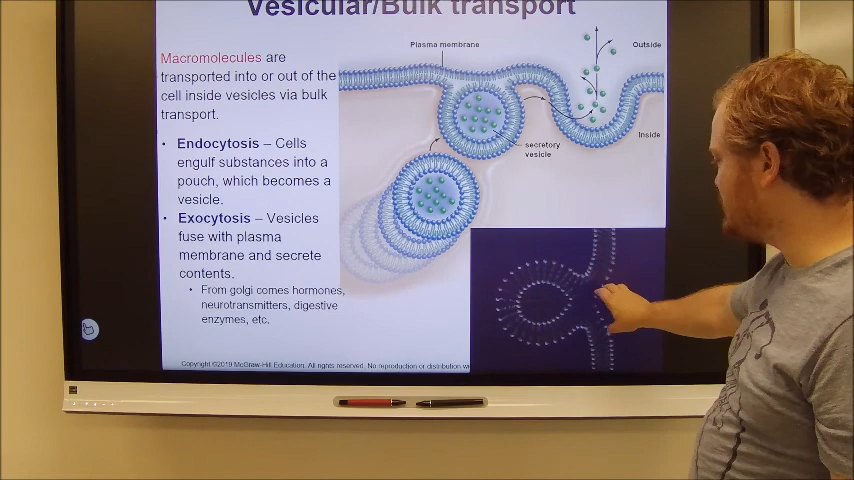 Vesicular/Bulk transport
Macromolecules are
transported into or out of the
cell inside vesicles via bulk
transport.
• Endocytosis – Cells
engulf substances into a
pouch, which becomes a
vesicle.
• Exocytosis – Vesicles
fuse with plasma
membrane and secrete
contents.
• From golgi comes hormones,
neurotransmitters, digestive
enzymes, etc.
Plasma membrane
Outside
Inside
secretory
vesicle
Copyright ©2019 McGraw-Hill Education. All rights reserved. No reproduction or distribution wi